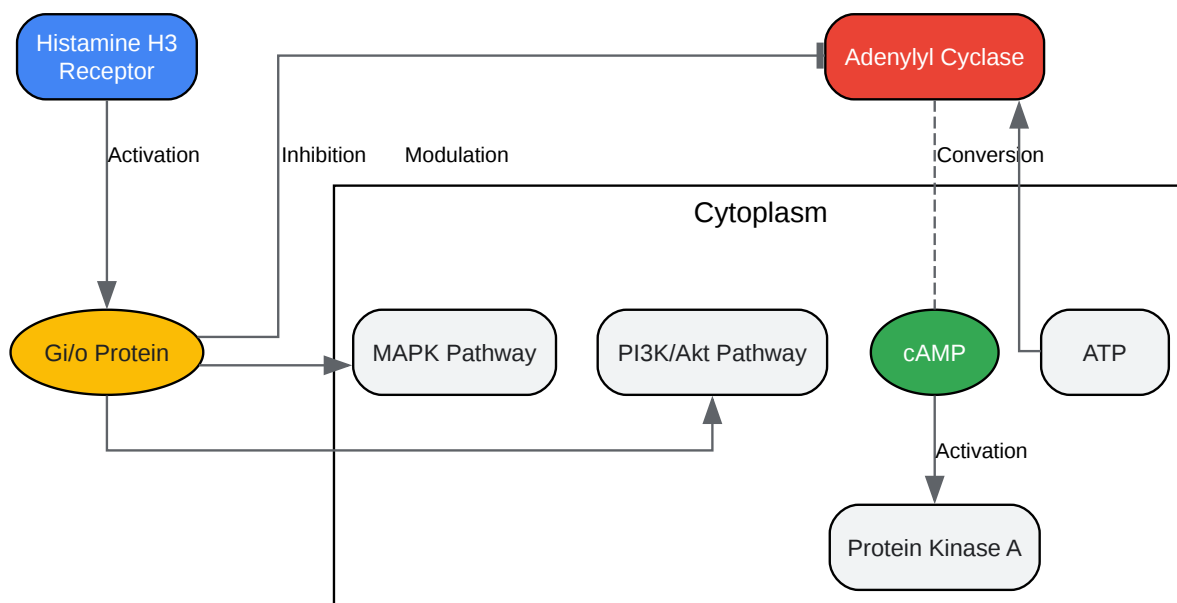 Histamine H3
Receptor
Adenylyl Cyclase
Activation
Inhibition
Modulation
Conversion
Cytoplasm
Gi/o Protein
MAPK Pathway
PI3K/Akt Pathway
cAMP
ATP
Activation
Protein Kinase A